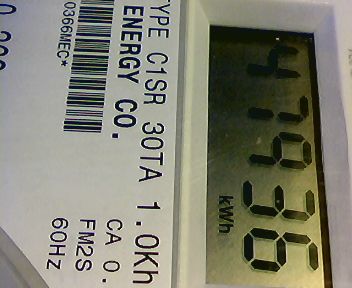 47936
kWh
TYPE C1SR 30TA 1.0Kh
ENERGY CO.
CA 0.
FM2S
60HZ
0366MEC*